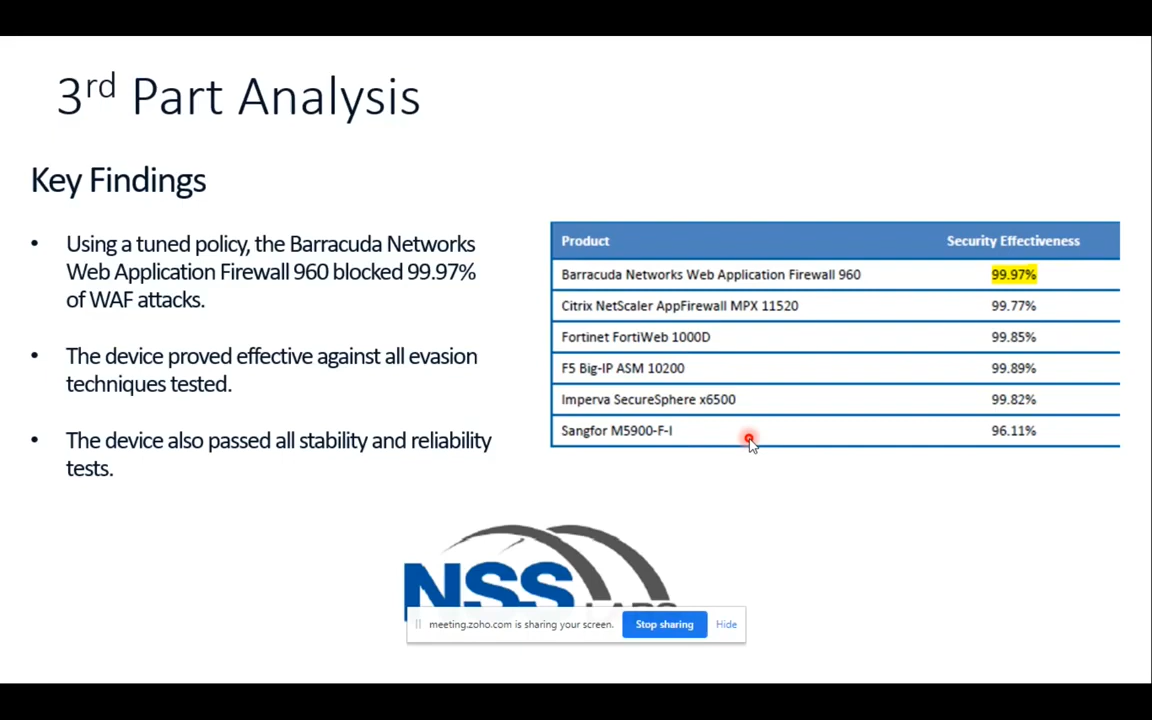 3rd Part Analysis
Key Findings
• Using a tuned policy, the Barracuda Networks
Web Application Firewall 960 blocked 99.97%
of WAF attacks.
• The device proved effective against all evasion
techniques tested.
• The device also passed all stability and reliability
tests.
Product Security Effectiveness
Barracuda Networks Web Application Firewall 960 99.97%
Citrix NetScaler AppFirewall MPX 11520 99.77%
Fortinet FortiWeb 1000D 99.85%
F5 Big-IP ASM 10200 99.89%
Imperva SecureSphere x6500 99.82%
Sangfor M5900-F-I 96.11%
NSS
LABS
meeting.zoho.com is sharing your screen. Stop sharing Hide